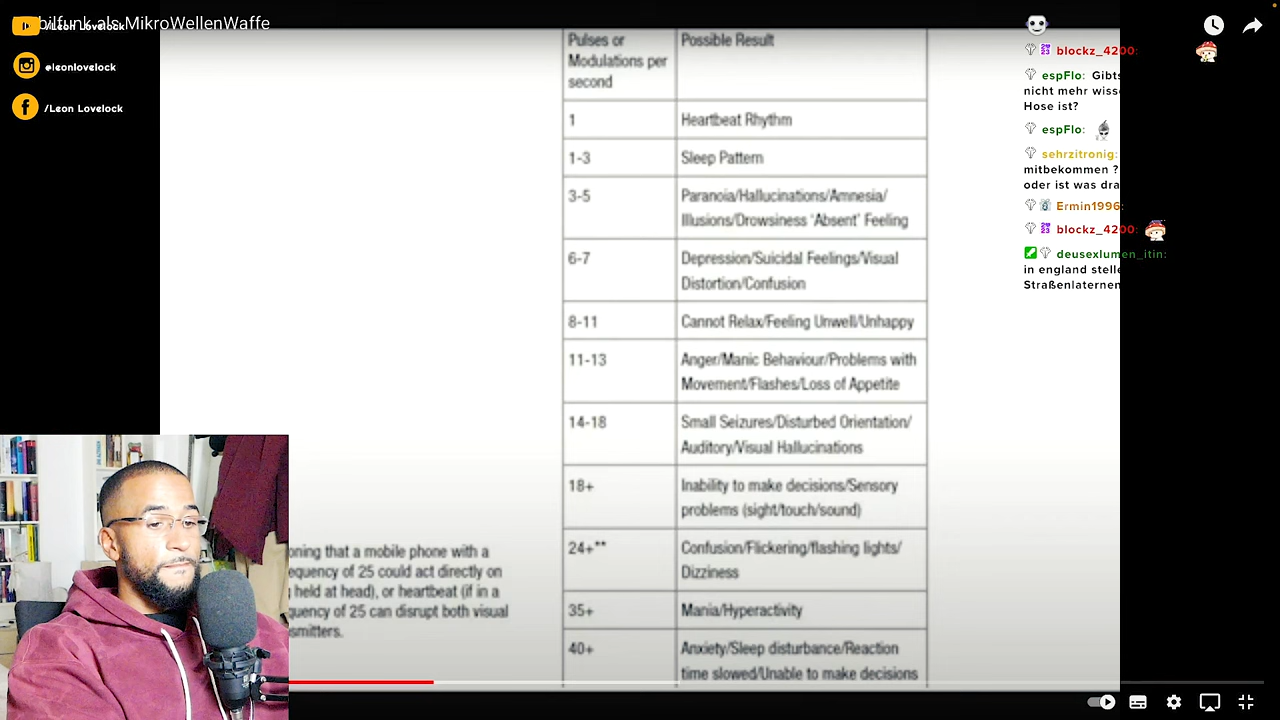 bilfunk als MikroWellenWaffe
/Leon Lovelock
@leonlovelock
/Leon Lovelock
Pulses or Modulations per second
Possible Result
1
Heartbeat Rhythm
1-3
Sleep Pattern
3-5
Paranoia/Hallucinations/Amnesia/
Illusions/Drowsiness 'Absent' Feeling
6-7
Depression/Suicidal Feelings/Visual
Distortion/Confusion
8-11
Cannot Relax/Feeling Unwell/Unhappy
11-13
Anger/Manic Behaviour/Problems with
Movement/Flashes/Loss of Appetite
14-18
Small Seizures/Disturbed Orientation/
Auditory/Visual Hallucinations
18+
Inability to make decisions/Sensory
problems (sight/touch/sound)
24+**
Confusion/Flickering/flashing lights/
Dizziness
35+
Mania/Hyperactivity
40+
Anxiety/Sleep disturbance/Reaction
time slowed/Unable to make decisions
oning that a mobile phone with a
equency of 25 could act directly on
held at head), or heartbeat (if in a
quency of 25 can disrupt both visual
smitters.
blockz_4200:
espFlo: Gibts
nicht mehr wisse
Hose ist?
espFlo:
sehrzitronig:
mitbekommen ?
oder ist was dra
Ermin1996:
blockz_4200:
deusexlumen_itin:
in england stelle
Straßenlaternen